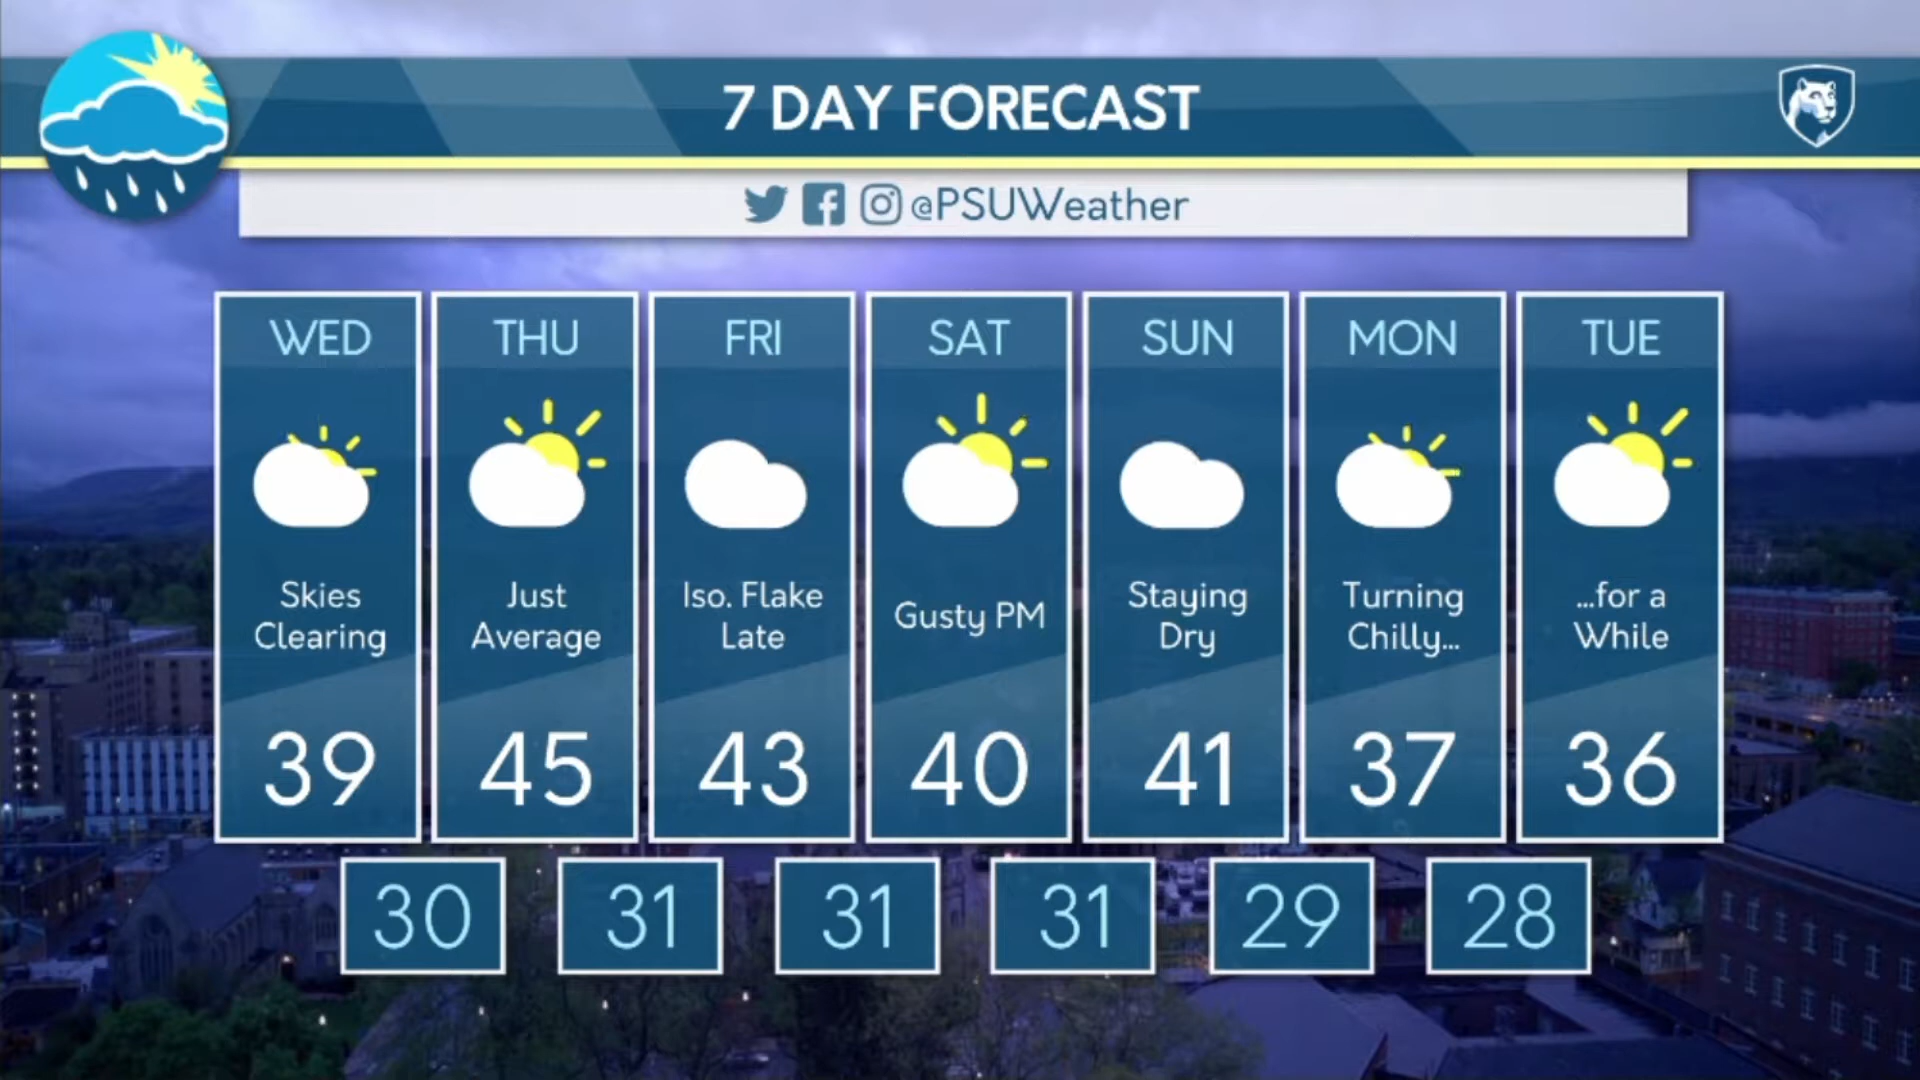 7 DAY FORECAST
@PSUWeather
WED
THU
FRI
SAT
SUN
MON
TUE
Skies
Clearing
Just
Average
Iso. Flake
Late
Gusty PM
Staying
Dry
Turning
Chilly...
...for a
While
39
45
43
40
41
37
36
30
31
31
31
29
28